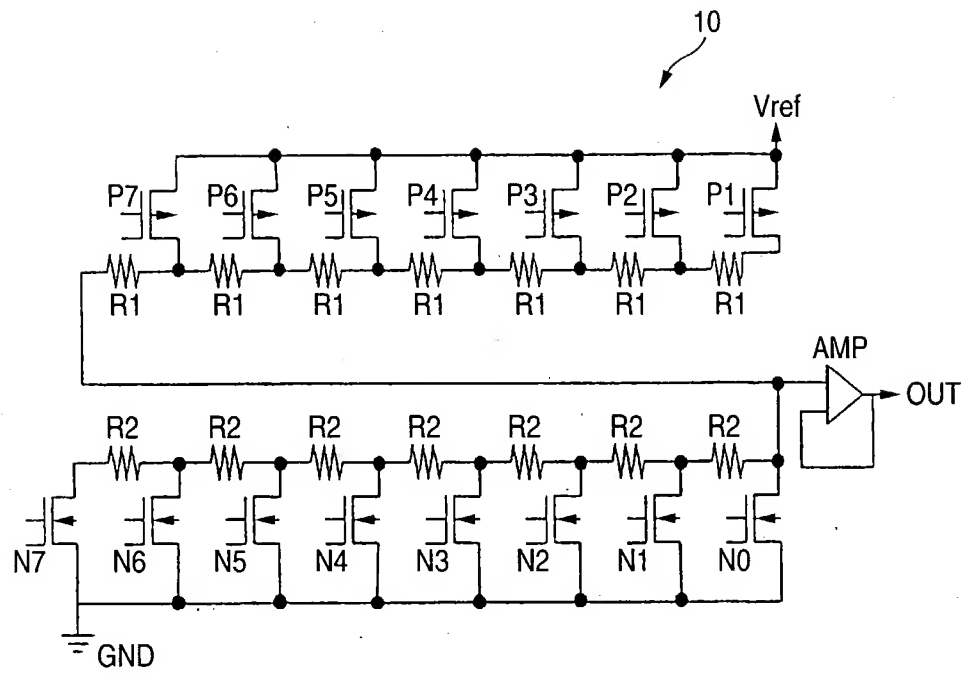 10
Vref
P7 P6 P5 P4 P3 P2 P1
R1 R1 R1 R1 R1 R1 R1
AMP
OUT
R2 R2 R2 R2 R2 R2 R2
N7 N6 N5 N4 N3 N2 N1 N0
GND